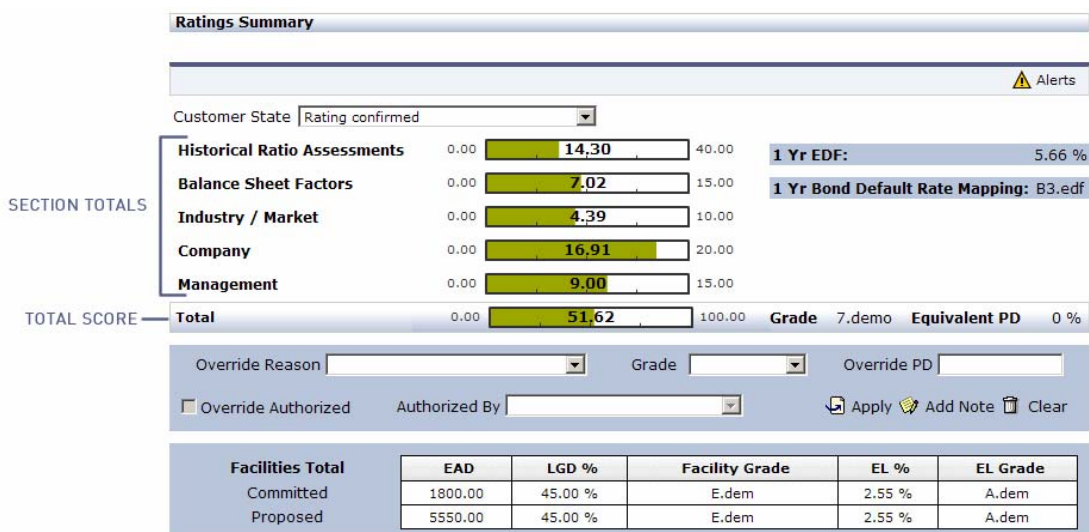 Ratings Summary
Alerts
Customer State Rating confirmed
SECTION TOTALS
Historical Ratio Assessments 0.00 14.30 40.00 1 Yr EDF: 5.66 %
Balance Sheet Factors 0.00 7.02 15.00 1 Yr Bond Default Rate Mapping: B3.edf
Industry / Market 0.00 4.39 10.00
Company 0.00 16.91 20.00
Management 0.00 9.00 15.00
TOTAL SCORE Total 0.00 51.62 100.00 Grade 7.demo Equivalent PD 0 %
Override Reason Grade Override PD
Override Authorized Authorized By Apply Add Note Clear
Facilities Total EAD LGD % Facility Grade EL % EL Grade
Committed 1800.00 45.00 % E.dem 2.55 % A.dem
Proposed 5550.00 45.00 % E.dem 2.55 % A.dem